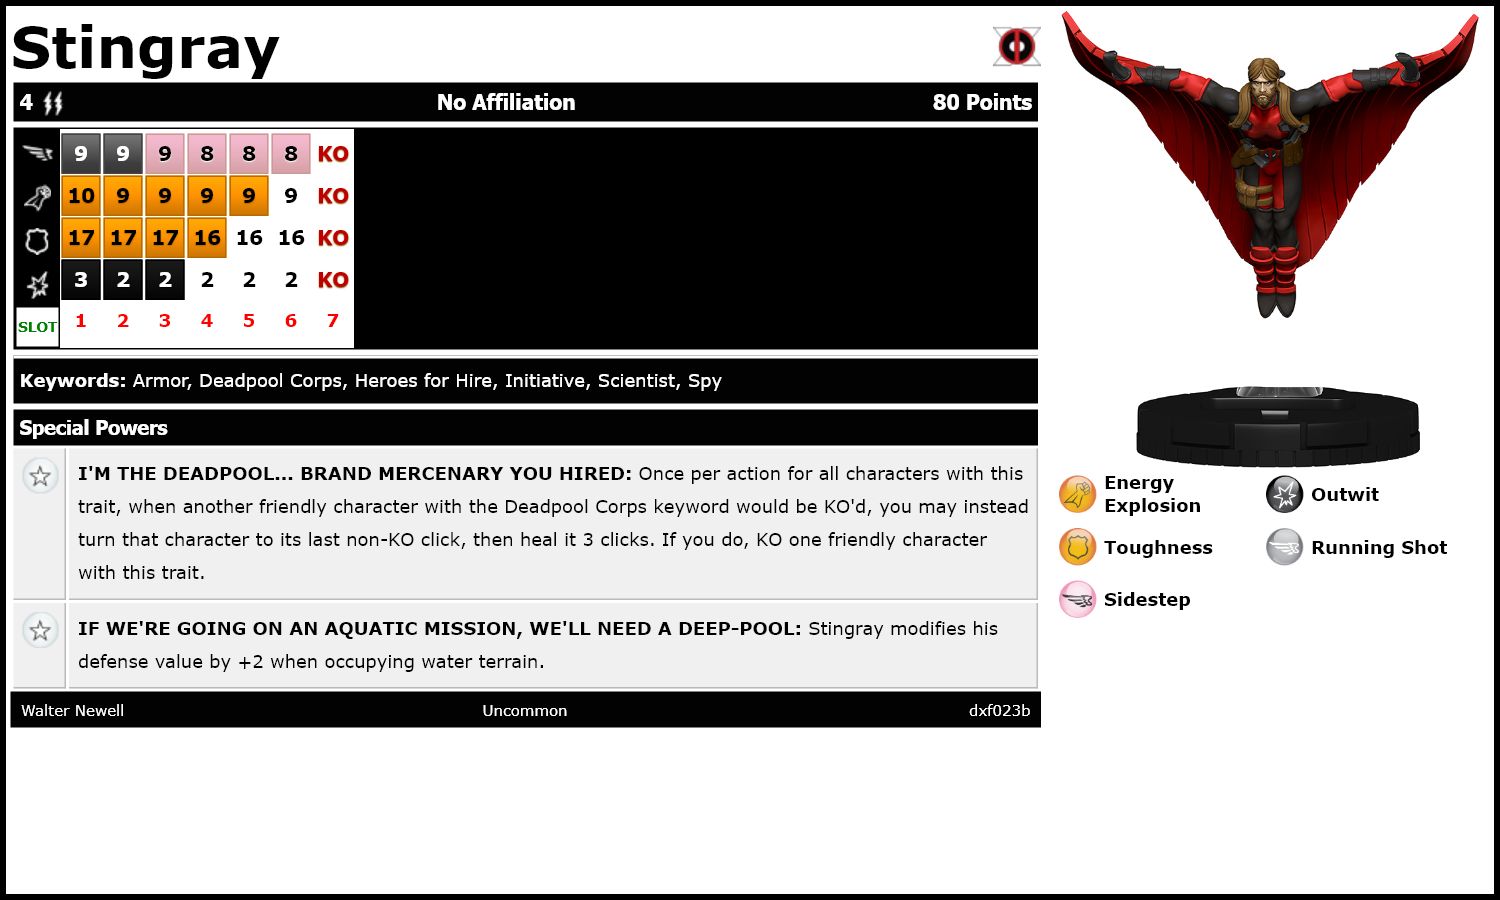 Stingray
4 No Affiliation 80 Points
9 9 9 8 8 8 KO
10 9 9 9 9 9 KO
17 17 17 16 16 16 KO
3 2 2 2 2 2 KO
SLOT 1 2 3 4 5 6 7
Keywords: Armor, Deadpool Corps, Heroes for Hire, Initiative, Scientist, Spy
Special Powers
I'M THE DEADPOOL... BRAND MERCENARY YOU HIRED: Once per action for all characters with this
trait, when another friendly character with the Deadpool Corps keyword would be KO'd, you may instead
turn that character to its last non-KO click, then heal it 3 clicks. If you do, KO one friendly character
with this trait.
IF WE'RE GOING ON AN AQUATIC MISSION, WE'LL NEED A DEEP-POOL: Stingray modifies his
defense value by +2 when occupying water terrain.
Walter Newell Uncommon dxf023b
Energy
Explosion
Outwit
Toughness
Running Shot
Sidestep